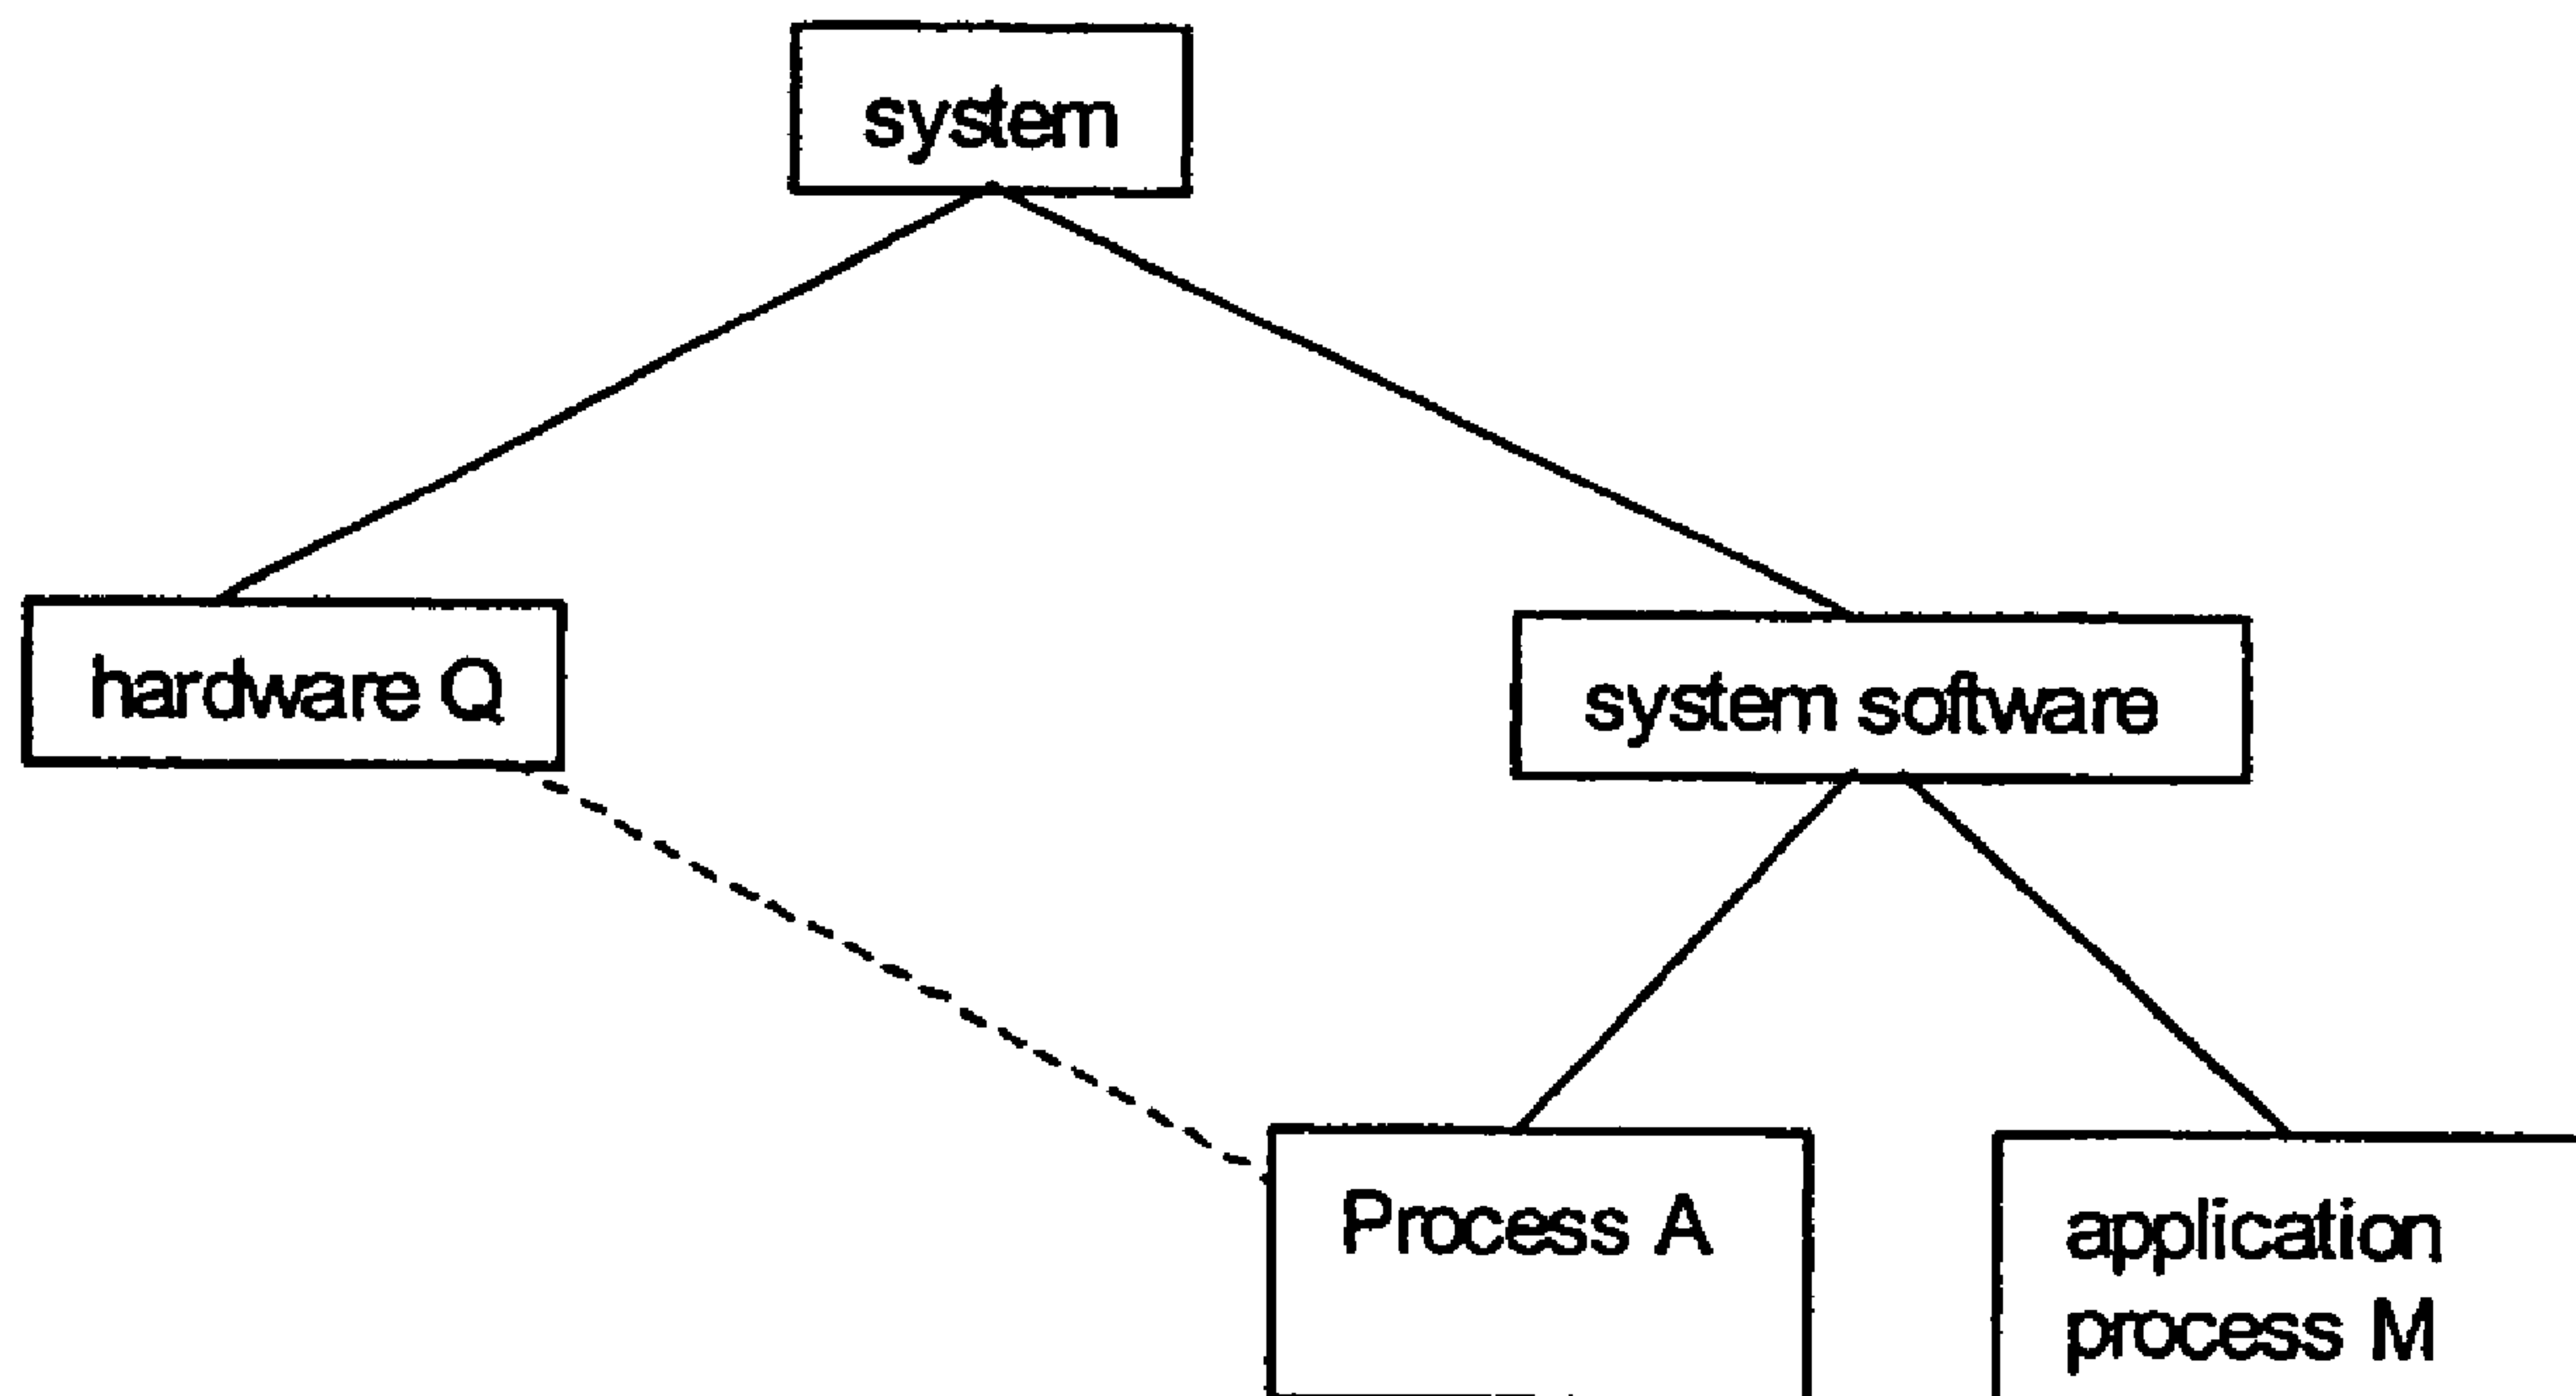 system
hardware Q
system software
Process A
application
process M